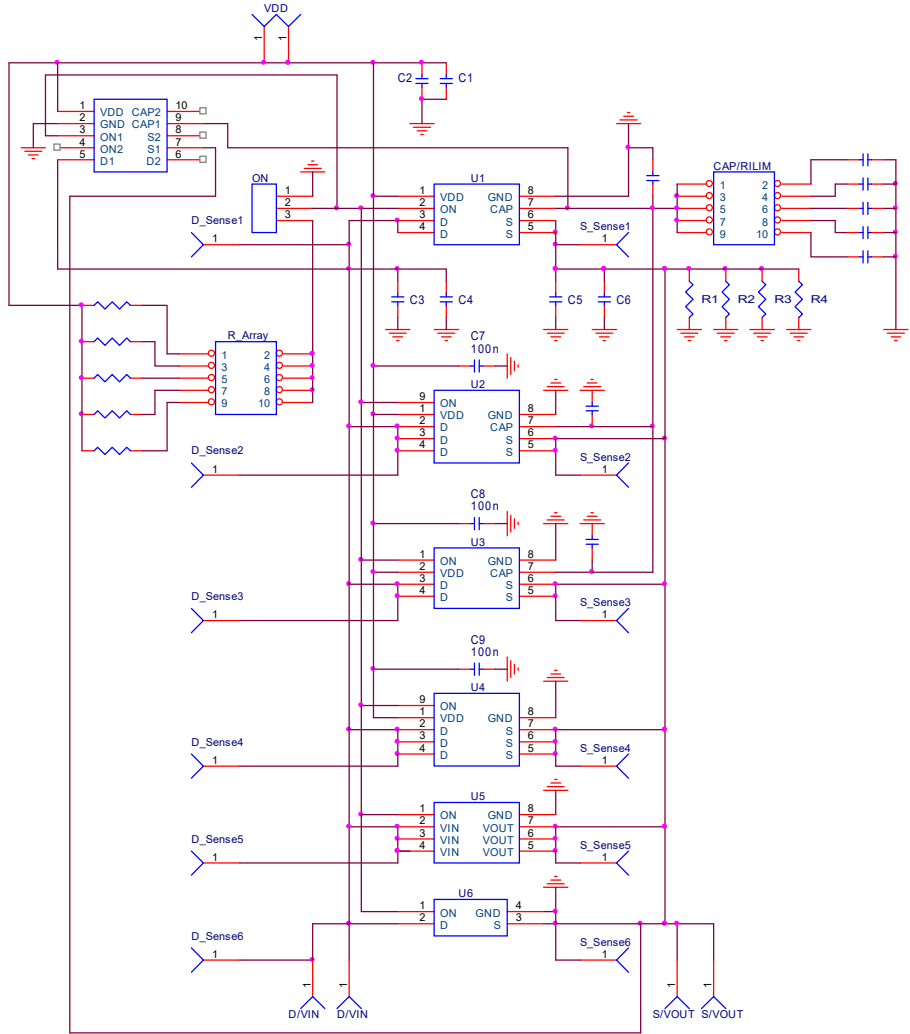 VDD
1 1
C2 C1
1 VDD CAP2 10
2 GND CAP1 9
3 ON1 S2 8
4 ON2 S1 7
5 D1 D2 6
ON
1
2
3
U1
1 VDD GND 8
2 ON CAP 7
3 D S 6
4 D S 5
CAP/RILIM
1 2
3 4
5 6
7 8
9 10
D_Sense1
1
S_Sense1
1
C3 C4 C5 C6
R1 R2 R3 R4
R_Array
1 2
3 4
5 6
7 8
9 10
C7
100n
U2
9 ON
1 VDD GND 8
2 D CAP 7
3 D S 6
4 D S 5
D_Sense2
1
S_Sense2
1
C8
100n
U3
1 ON GND 8
2 VDD CAP 7
3 D S 6
4 D S 5
D_Sense3
1
S_Sense3
1
C9
100n
U4
9 ON
1 VDD GND 8
2 D S 7
3 D S 6
4 D S 5
D_Sense4
1
S_Sense4
1
U5
1 ON GND 8
2 VIN VOUT 7
3 VIN VOUT 6
4 VIN VOUT 5
D_Sense5
1
S_Sense5
1
U6
1 ON GND 4
2 D S 3
D_Sense6
1
S_Sense6
1
1 1 1 1
D/VIN D/VIN S/VOUT S/VOUT